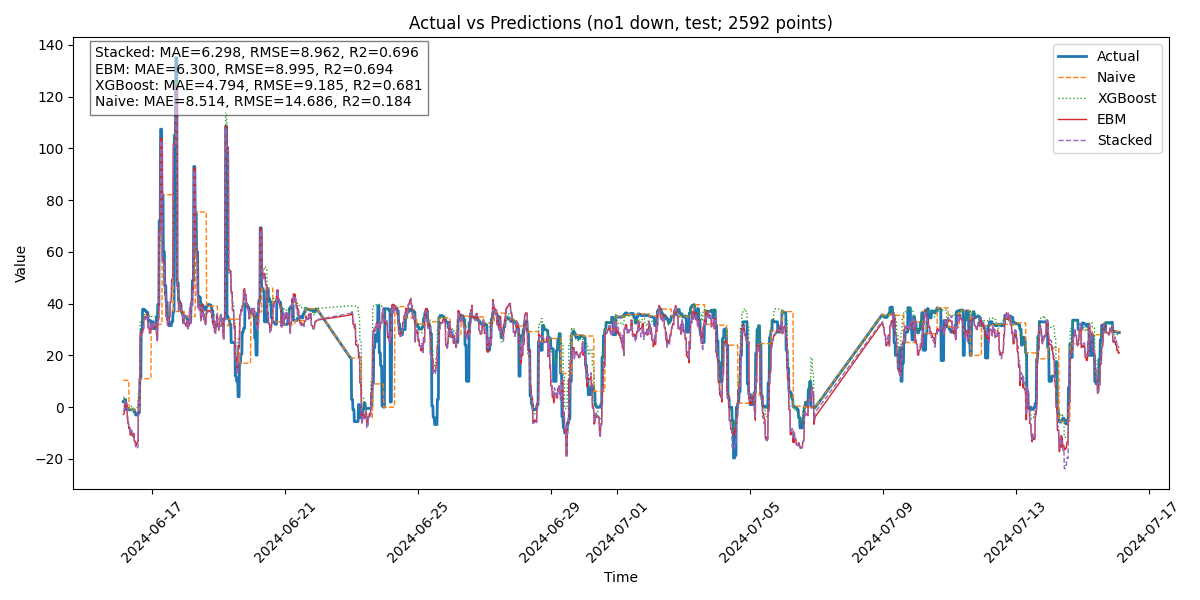 Actual vs Predictions (no1 down, test; 2592 points)
Stacked: MAE=6.298, RMSE=8.962, R2=0.696
EBM: MAE=6.300, RMSE=8.995, R2=0.694
XGBoost: MAE=4.794, RMSE=9.185, R2=0.681
Naive: MAE=8.514, RMSE=14.686, R2=0.184
Actual
Naive
XGBoost
EBM
Stacked
Value
140
120
100
80
60
40
20
0
−20
2024-06-17
2024-06-21
2024-06-25
2024-06-29
2024-07-01
2024-07-05
2024-07-09
2024-07-13
2024-07-17
Time